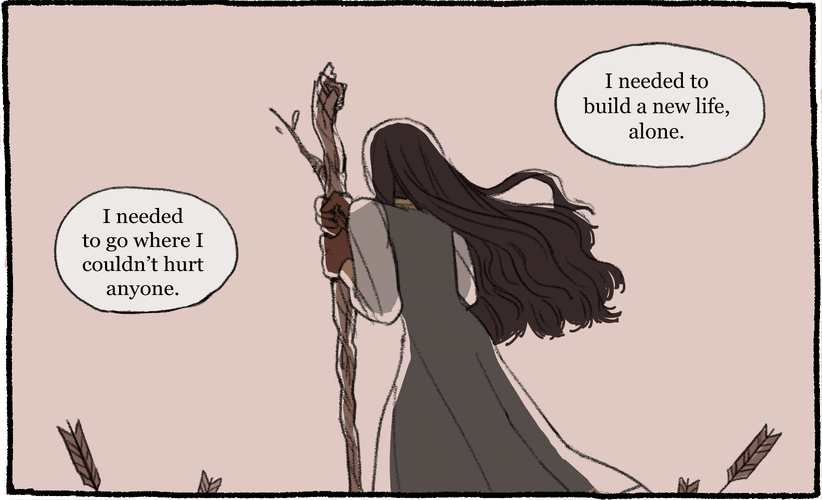 I needed to
build a new life,
alone.
I needed
to go where I
couldn’t hurt
anyone.